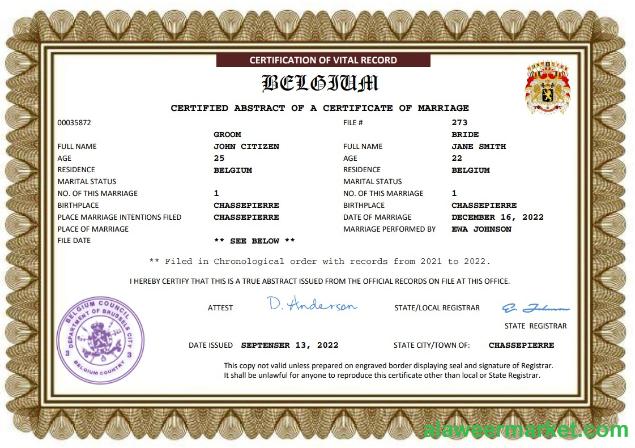 CERTIFICATION OF VITAL RECORD
BELGIUM
CERTIFIED ABSTRACT OF A CERTIFICATE OF MARRIAGE
00035872 FILE # 273
GROOM BRIDE
FULL NAME JOHN CITIZEN FULL NAME JANE SMITH
AGE 25 AGE 22
RESIDENCE BELGIUM RESIDENCE BELGIUM
MARITAL STATUS MARITAL STATUS
NO. OF THIS MARRIAGE 1 NO. OF THIS MARRIAGE 1
BIRTHPLACE CHASSEPIERRE BIRTHPLACE CHASSEPIERRE
PLACE MARRIAGE INTENTIONS FILED CHASSEPIERRE DATE OF MARRIAGE DECEMBER 16, 2022
PLACE OF MARRIAGE MARRIAGE PERFORMED BY EWA JOHNSON
FILE DATE ** SEE BELOW **
** Filed in Chronological order with records from 2021 to 2022.
I HEREBY CERTIFY THAT THIS IS A TRUE ABSTRACT ISSUED FROM THE OFFICIAL RECORDS ON FILE AT THIS OFFICE.
ATTEST D. Anderson STATE/LOCAL REGISTRAR
STATE REGISTRAR
BELGIUM COUNCIL
DEPARTMENT OF BRUSSELS CITY
3 3
BELGIUM COUNTRY
DATE ISSUED SEPTENSER 13, 2022 STATE CITY/TOWN OF: CHASSEPIERRE
This copy not valid unless prepared on engraved border displaying seal and signature of Registrar.
It shall be unlawful for anyone to reproduce this certificate other than local or State Registrar.
alaweermarket.com